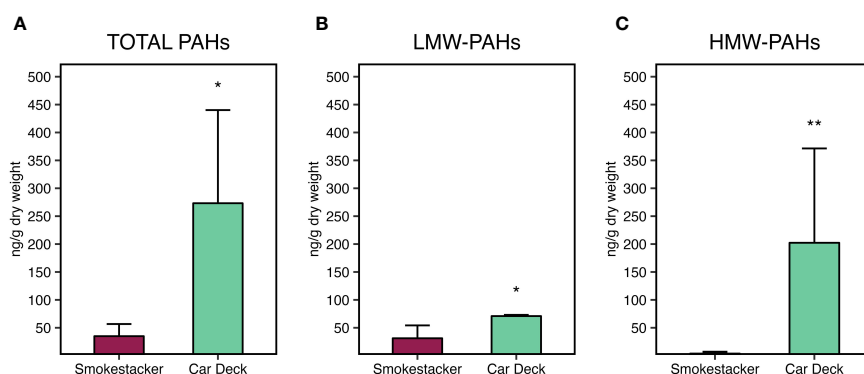 A
TOTAL PAHs
ng/g dry weight
500
450
400
350
300
250
200
150
100
50
*
Smokestacker
Car Deck
B
LMW-PAHs
ng/g dry weight
500
450
400
350
300
250
200
150
100
50
*
Smokestacker
Car Deck
C
HMW-PAHs
ng/g dry weight
500
450
400
350
300
250
200
150
100
50
**
Smokestacker
Car Deck